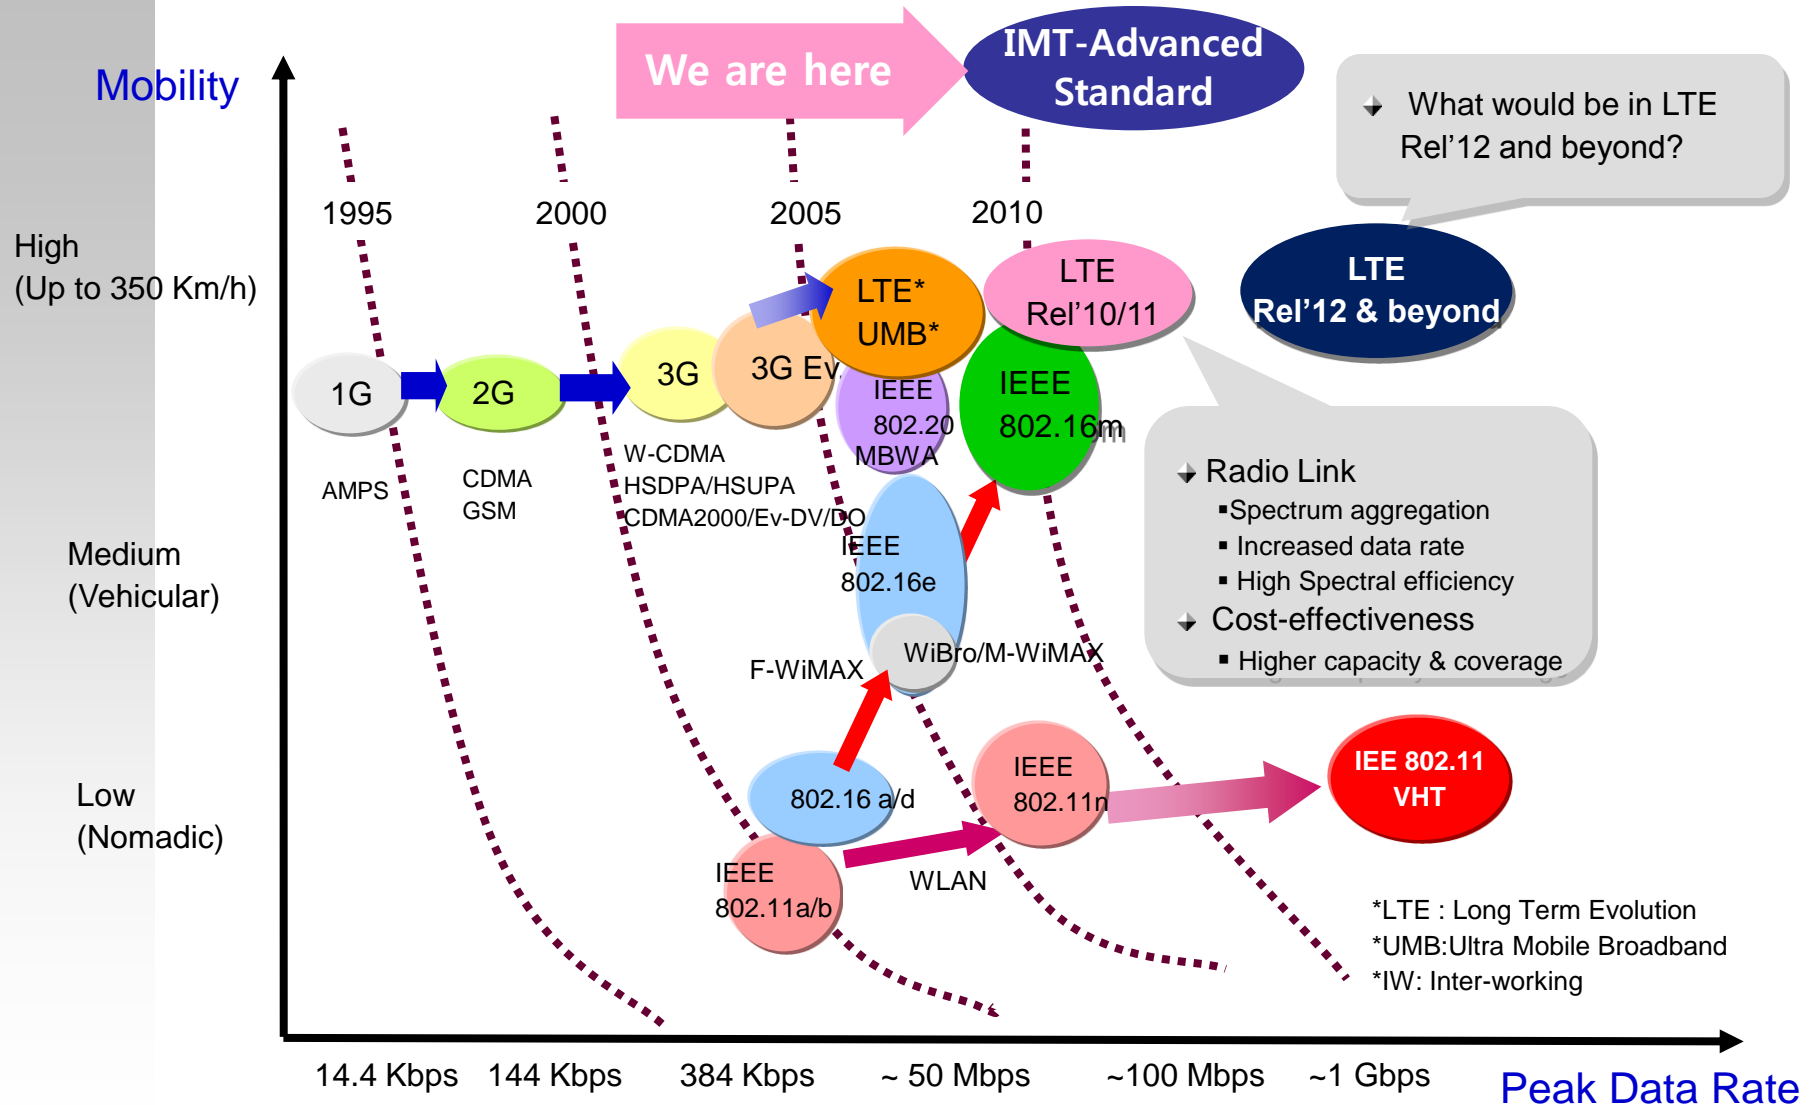 We are here
IMT-Advanced
Standard
Mobility
What would be in LTE
Rel’12 and beyond?
1995
2000
2005
2010
High
(Up to 350 Km/h)
LTE*
UMB*
LTE
Rel’10/11
LTE
Rel’12 & beyond
1G
2G
3G
3G Ev.
IEEE
802.20
MBWA
IEEE
802.16m
AMPS
CDMA
GSM
W-CDMA
HSDPA/HSUPA
CDMA2000/Ev-DV/DO
Radio Link
Spectrum aggregation
Increased data rate
High Spectral efficiency
Cost-effectiveness
Higher capacity & coverage
Medium
(Vehicular)
IEEE
802.16e
F-WiMAX
WiBro/M-WiMAX
Low
(Nomadic)
802.16 a/d
IEEE
802.11n
IEE 802.11
VHT
IEEE
802.11a/b
WLAN
*LTE : Long Term Evolution
*UMB:Ultra Mobile Broadband
*IW: Inter-working
14.4 Kbps
144 Kbps
384 Kbps
~ 50 Mbps
~100 Mbps
~1 Gbps
Peak Data Rate